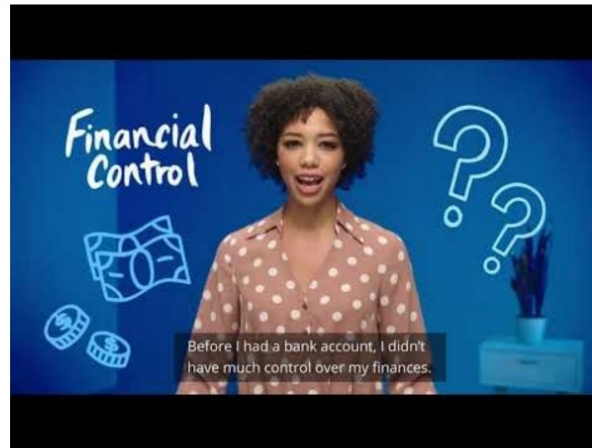 Financial
Control
Before I had a bank account, I didn't
have much control over my finances.